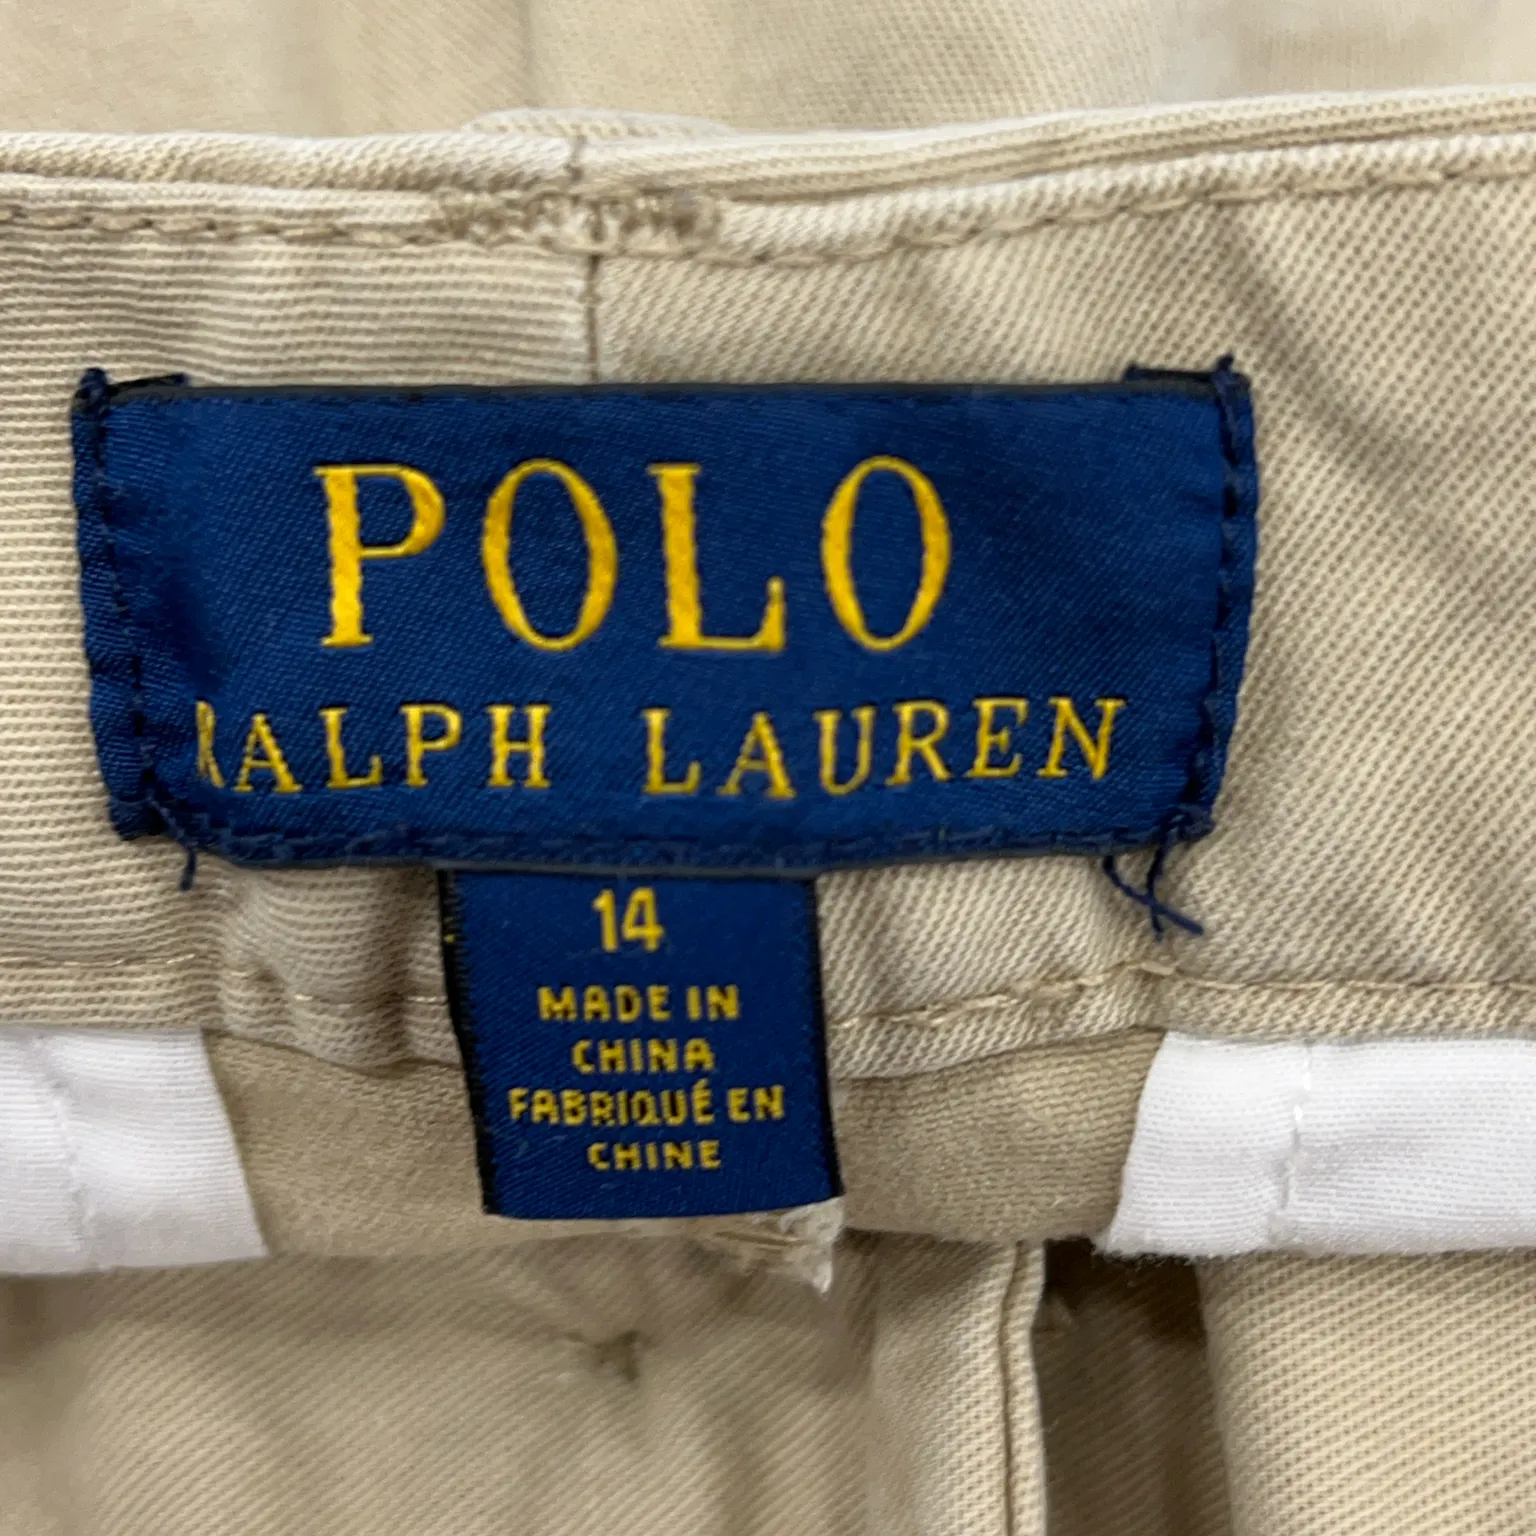 POLO
RALPH LAUREN
14
MADE IN
CHINA
FABRIQUÉ EN
CHINE